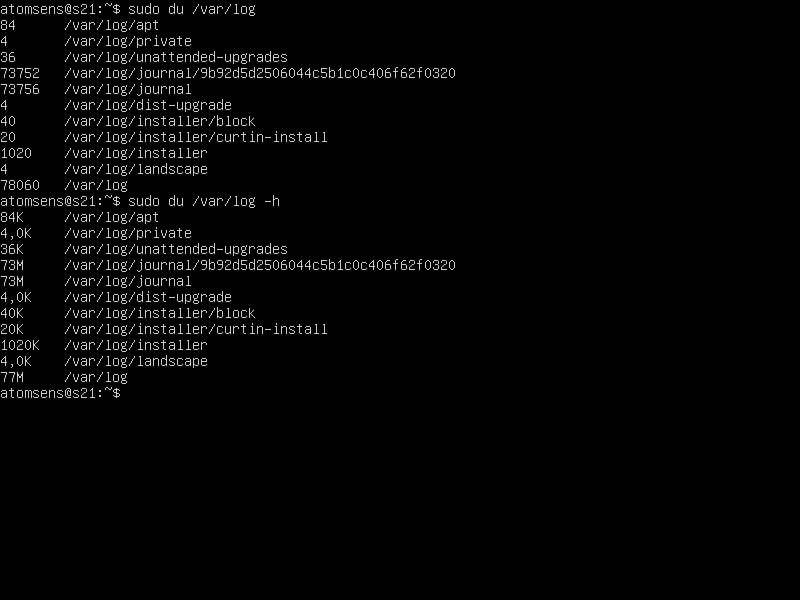 atomsens@s21:~$ sudo du /var/log
84 /var/log/apt
4 /var/log/private
36 /var/log/unattended-upgrades
73752 /var/log/journal/9b92d5d2506044c5b1c0c406f62f0320
73756 /var/log/journal
4 /var/log/dist-upgrade
40 /var/log/installer/block
20 /var/log/installer/curtin-install
1020 /var/log/installer
4 /var/log/landscape
78060 /var/log
atomsens@s21:~$ sudo du /var/log -h
84K /var/log/apt
4,0K /var/log/private
36K /var/log/unattended-upgrades
73M /var/log/journal/9b92d5d2506044c5b1c0c406f62f0320
73M /var/log/journal
4,0K /var/log/dist-upgrade
40K /var/log/installer/block
20K /var/log/installer/curtin-install
1020K /var/log/installer
4,0K /var/log/landscape
77M /var/log
atomsens@s21:~$